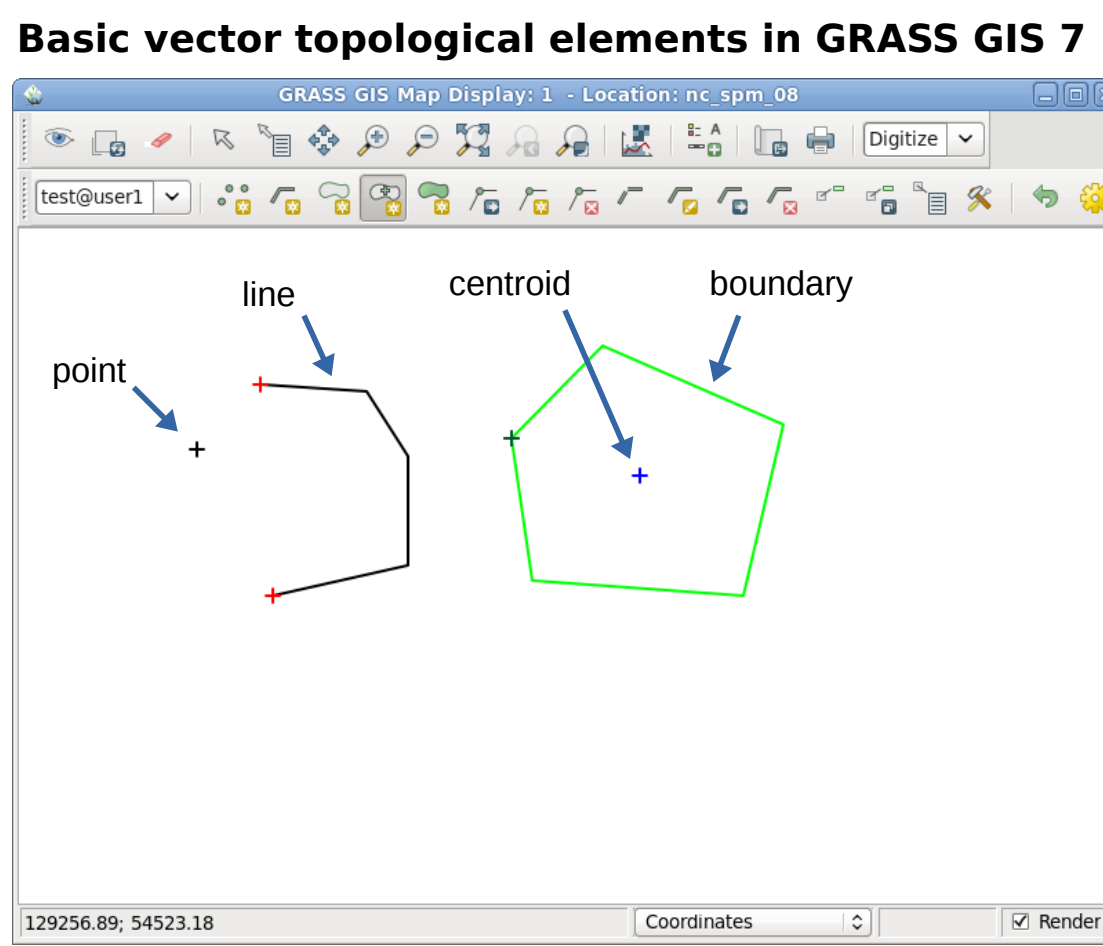 Basic vector topological elements in GRASS GIS 7
GRASS GIS Map Display: 1 - Location: nc_spm_08
A
Digitize
test@user1
line
centroid
boundary
point
129256.89; 54523.18
Coordinates
Render